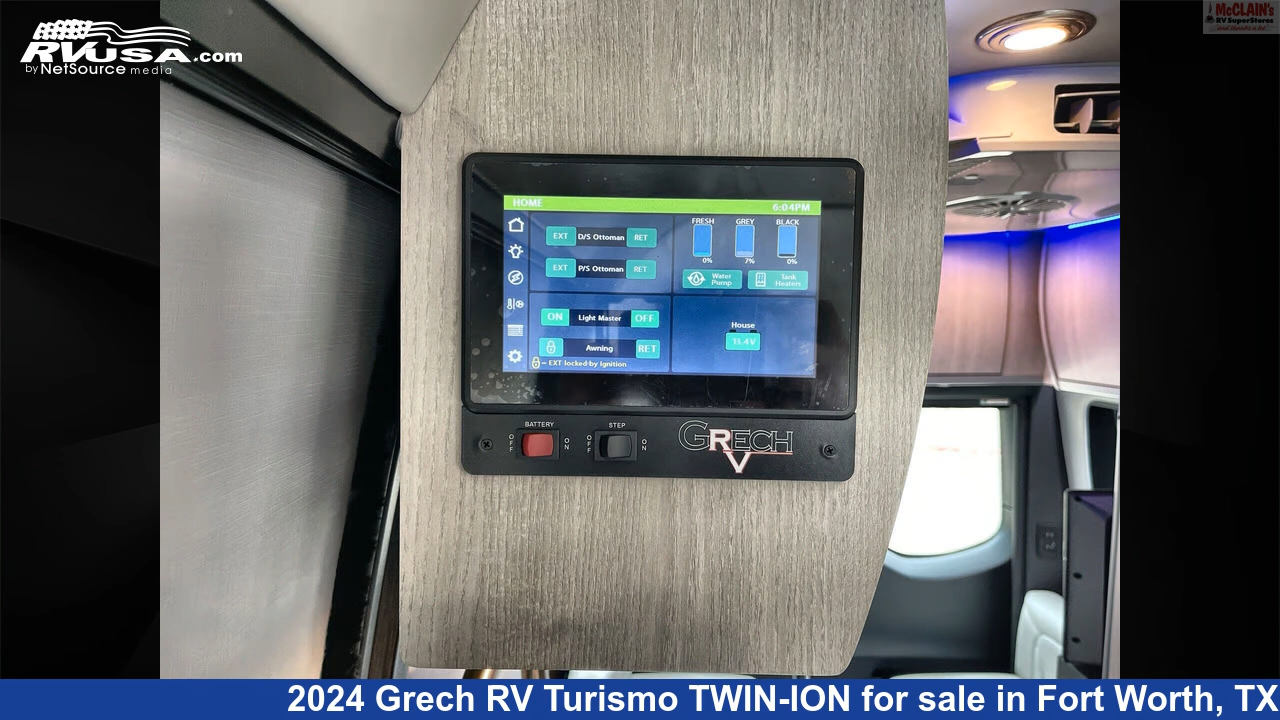 RVUSA.com
by NetSource media
McCLAIN's
RV SuperStores
HOME 6:04PM
EXT D/S Ottoman RET
EXT P/S Ottoman RET
FRESH GREY BLACK
0% 7% 0%
Water Pump
Tank Heaters
ON Light Master OFF
Awning RET
= EXT locked by Ignition
House
13.4V
BATTERY
OFF ON
STEP
OFF ON
GRECH
RV
2024 Grech RV Turismo TWIN-ION for sale in Fort Worth, TX